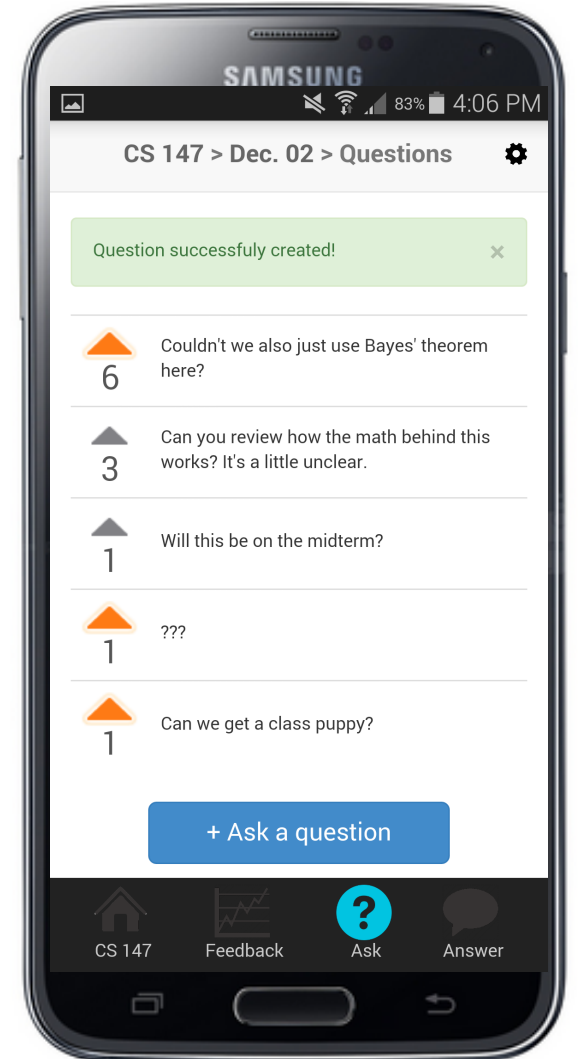 SAMSUNG
83% 4:06 PM
CS 147 > Dec. 02 > Questions
Question successfuly created! ×
Couldn't we also just use Bayes' theorem
here?
6
Can you review how the math behind this
works? It's a little unclear.
3
Will this be on the midterm?
1
???
1
Can we get a class puppy?
1
+ Ask a question
?
CS 147 Feedback Ask Answer